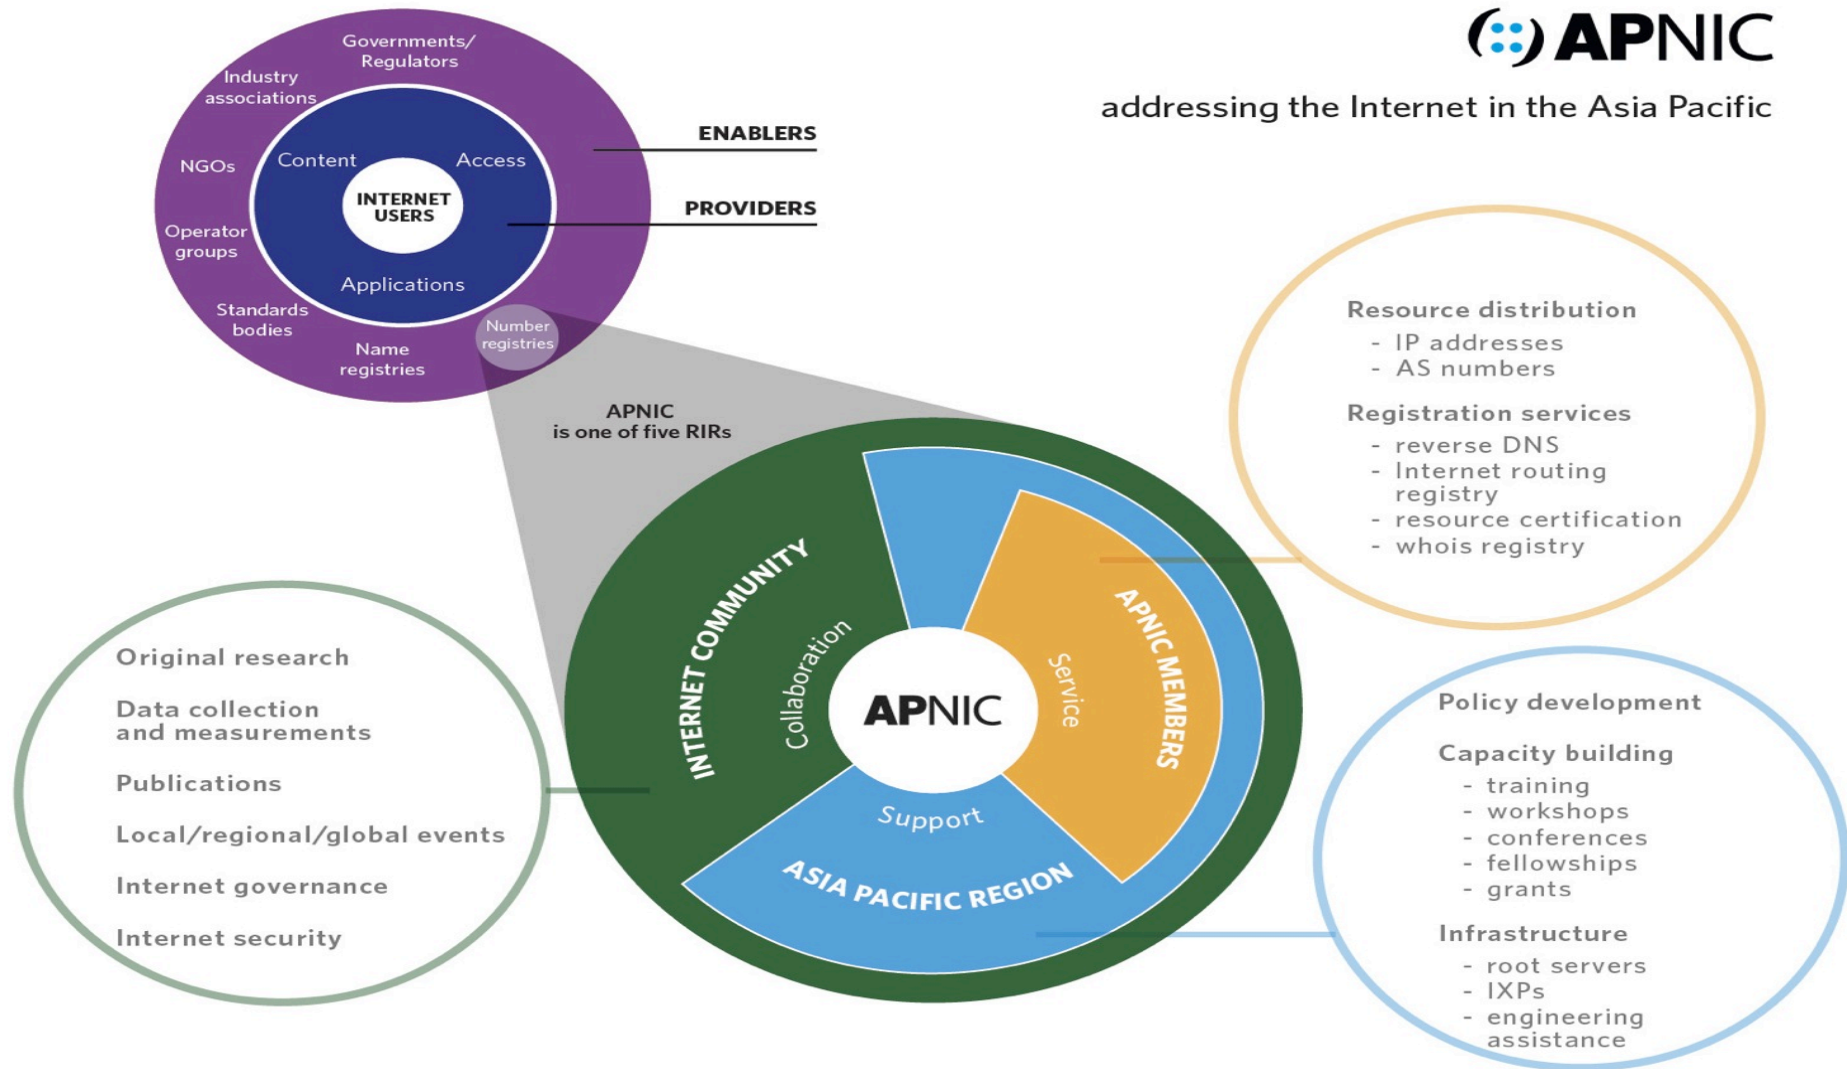 Governments/
Regulators
Industry
associations
NGOs
Operator
groups
Standards
bodies
Name
registries
Number
registries
Content
Access
Applications
INTERNET
USERS
ENABLERS
PROVIDERS
APNIC
addressing the Internet in the Asia Pacific
APNIC
is one of five RIRs
INTERNET COMMUNITY
Collaboration
APNIC
Service
APNIC MEMBERS
Support
ASIA PACIFIC REGION
Resource distribution
- IP addresses
- AS numbers
Registration services
- reverse DNS
- Internet routing
registry
- resource certification
- whois registry
Policy development
Capacity building
- training
- workshops
- conferences
- fellowships
- grants
Infrastructure
- root servers
- IXPs
- engineering
assistance
Original research
Data collection
and measurements
Publications
Local/regional/global events
Internet governance
Internet security